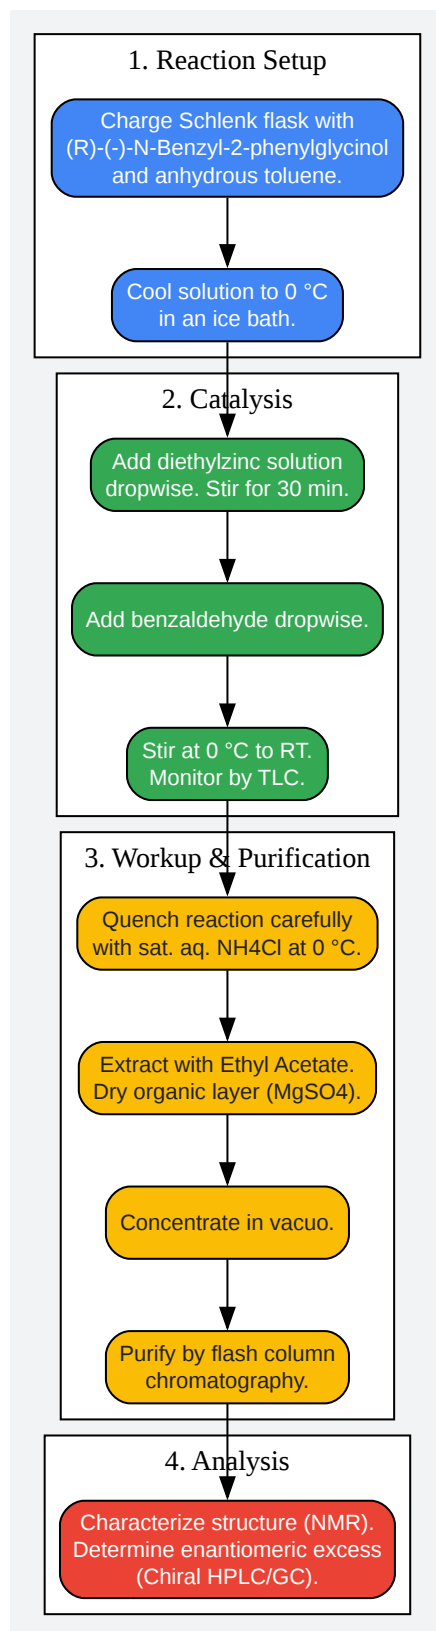 1. Reaction Setup
Charge Schlenk flask with
(R)-(-)-N-Benzyl-2-phenylglycinol
and anhydrous toluene.
Cool solution to 0 °C
in an ice bath.
2. Catalysis
Add diethylzinc solution
dropwise. Stir for 30 min.
Add benzaldehyde dropwise.
Stir at 0 °C to RT.
Monitor by TLC.
3. Workup & Purification
Quench reaction carefully
with sat. aq. NH4Cl at 0 °C.
Extract with Ethyl Acetate.
Dry organic layer (MgSO4).
Concentrate in vacuo.
Purify by flash column
chromatography.
4. Analysis
Characterize structure (NMR).
Determine enantiomeric excess
(Chiral HPLC/GC).